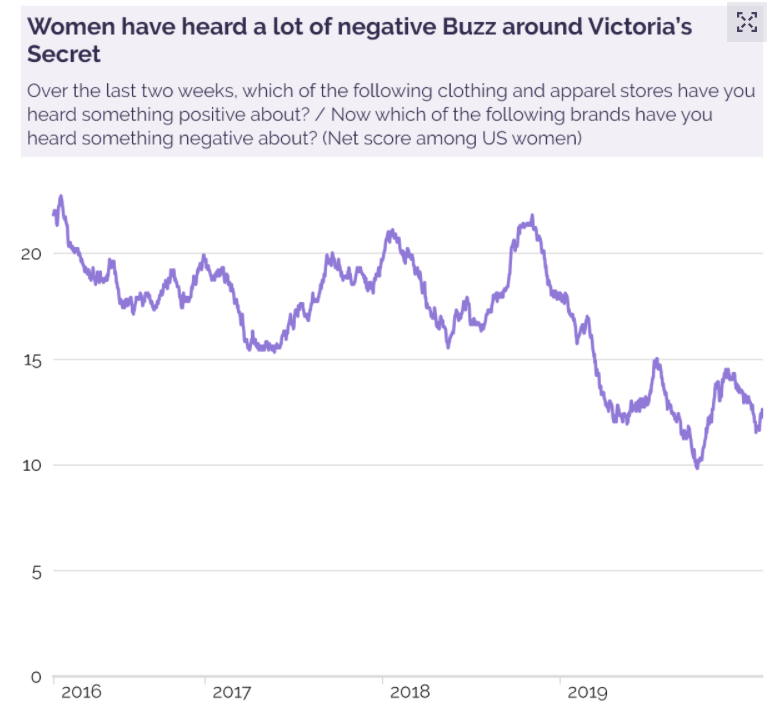 Women have heard a lot of negative Buzz around Victoria's
Secret
Over the last two weeks, which of the following clothing and apparel stores have you
heard something positive about? / Now which of the following brands have you
heard something negative about? (Net score among US women)
20
15
10
5
0
2016 2017 2018 2019